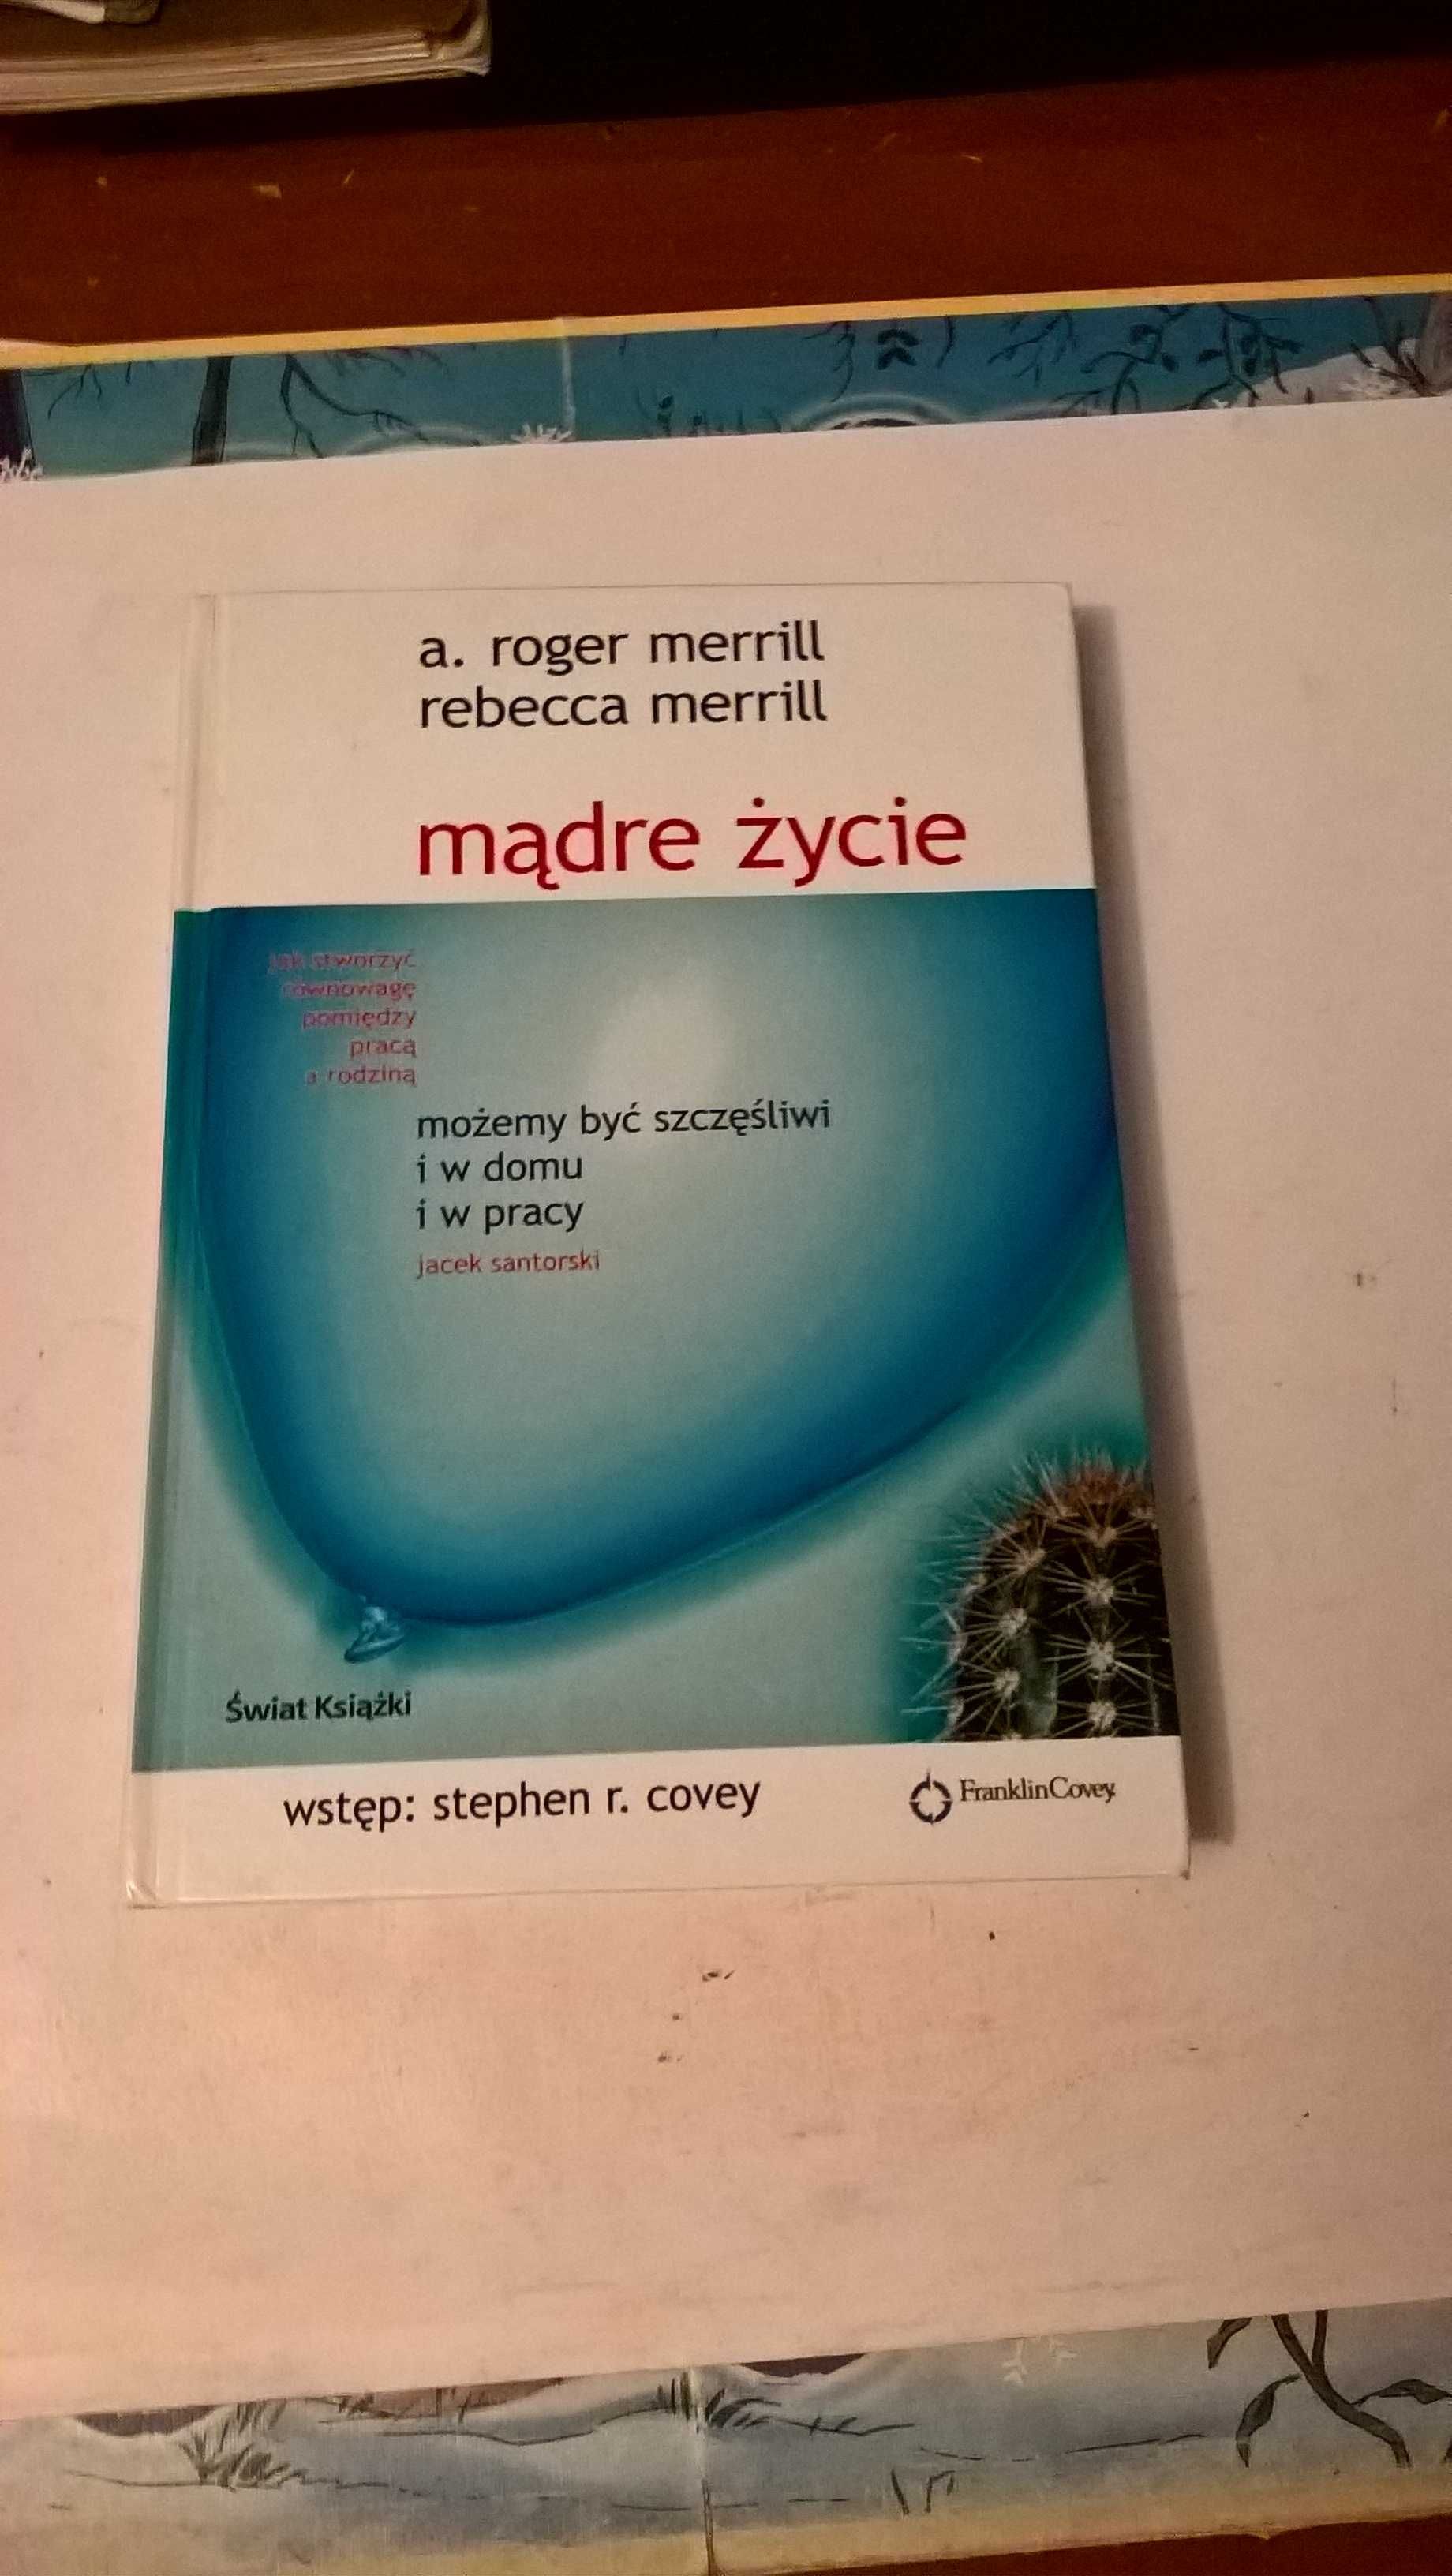 a. roger merrill
rebecca merrill
mądre życie
jak stworzyć
równowagę
pomiędzy
pracą
a rodziną
możemy być szczęśliwi
i w domu
i w pracy
jacek santorski
Świat Książki
wstęp: stephen r. covey
FranklinCovey